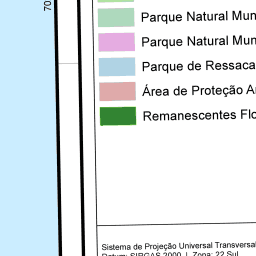 70
Parque Natural Mun
Parque Natural Mun
Parque de Ressaca
Área de Proteção A
Remanescentes Flo
Sistema de Projeção Universal Transversal
Datum: SIRGAS 2000 | Zona: 22 Sul